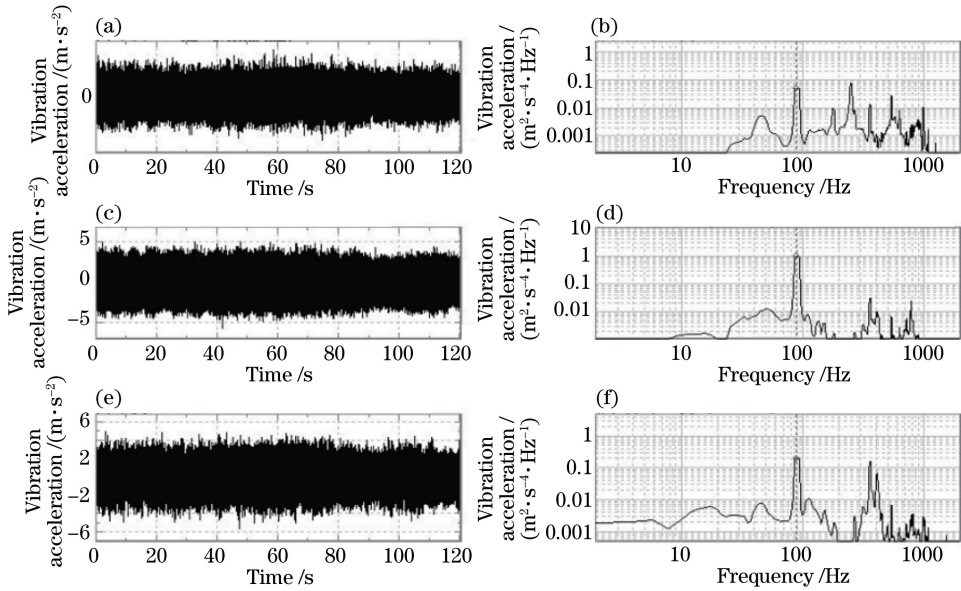 (a)
Vibration
acceleration /(m·s⁻²)
0
0 20 40 60 80 100 120
Time /s
(b)
Vibration
acceleration /
(m²·s⁻⁴·Hz⁻¹)
1
0.1
0.01
0.001
10 100 1000
Frequency /Hz
(c)
Vibration
acceleration /(m·s⁻²)
5
0
−5
0 20 40 60 80 100 120
Time /s
(d)
Vibration
acceleration /
(m²·s⁻⁴·Hz⁻¹)
10
1
0.1
0.01
10 100 1000
Frequency /Hz
(e)
Vibration
acceleration /(m·s⁻²)
6
2
−2
−6
0 20 40 60 80 100 120
Time /s
(f)
Vibration
acceleration /
(m²·s⁻⁴·Hz⁻¹)
1
0.1
0.01
0.001
10 100 1000
Frequency /Hz